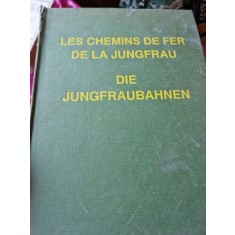 LES CHEMINS DE FER
DE LA JUNGFRAU
DIE
JUNGFRAUBAHNEN